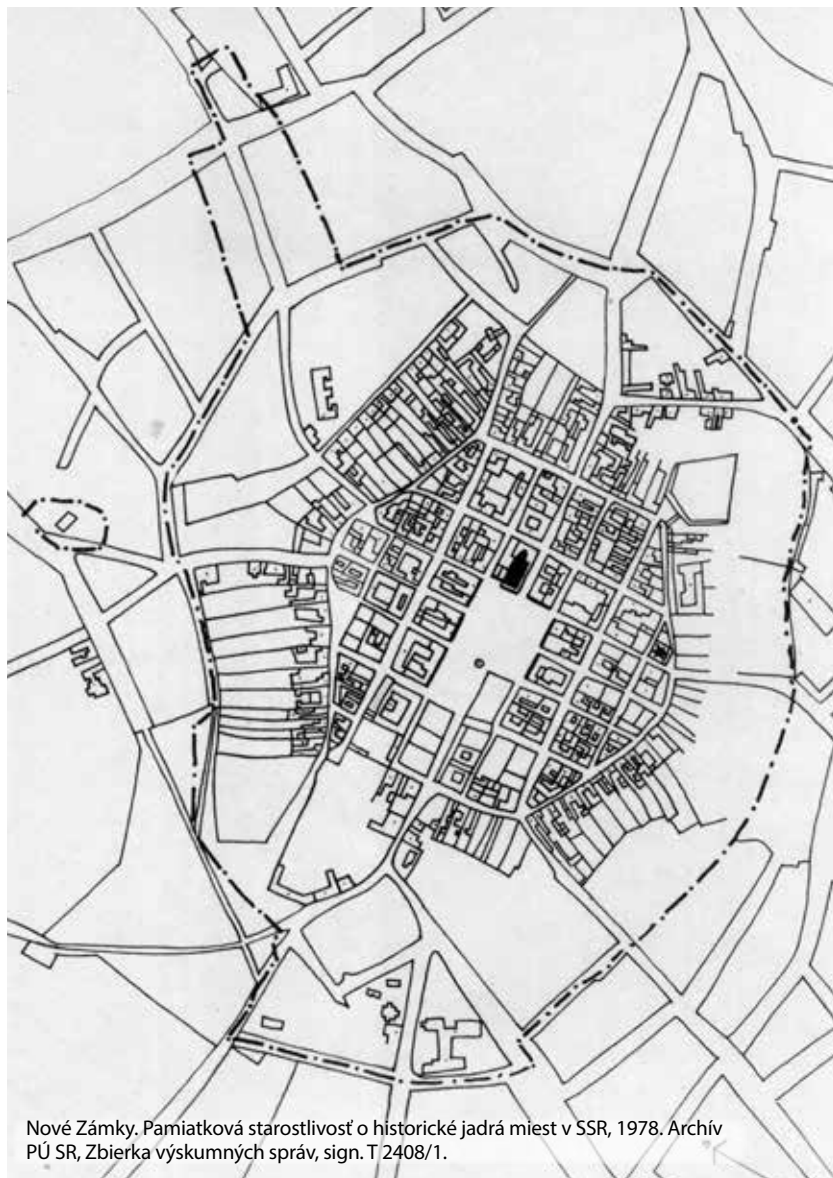 Nové Zámky. Pamiatková starostlivosť o historické jadrá miest v SSR, 1978. Archív
PÚ SR, Zbierka výskumných správ, sign. T 2408/1.